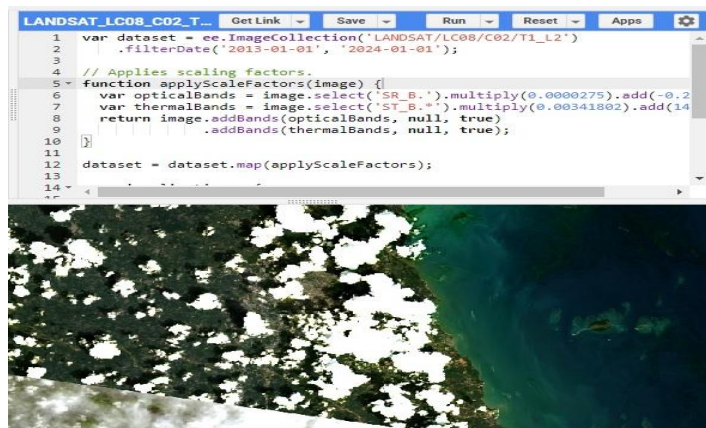 LANDSAT_LC08_C02_T... Get Link Save Run Reset Apps
1 var dataset = ee.ImageCollection('LANDSAT/LC08/C02/T1_L2')
2 .filterDate('2013-01-01', '2024-01-01');
3
4 // Applies scaling factors.
5 function applyScaleFactors(image) {
6 var opticalBands = image.select('SR_B.').multiply(0.0000275).add(-0.2
7 var thermalBands = image.select('ST_B.*').multiply(0.00341802).add(14
8 return image.addBands(opticalBands, null, true)
9 .addBands(thermalBands, null, true);
10 }
11
12 dataset = dataset.map(applyScaleFactors);
13
14